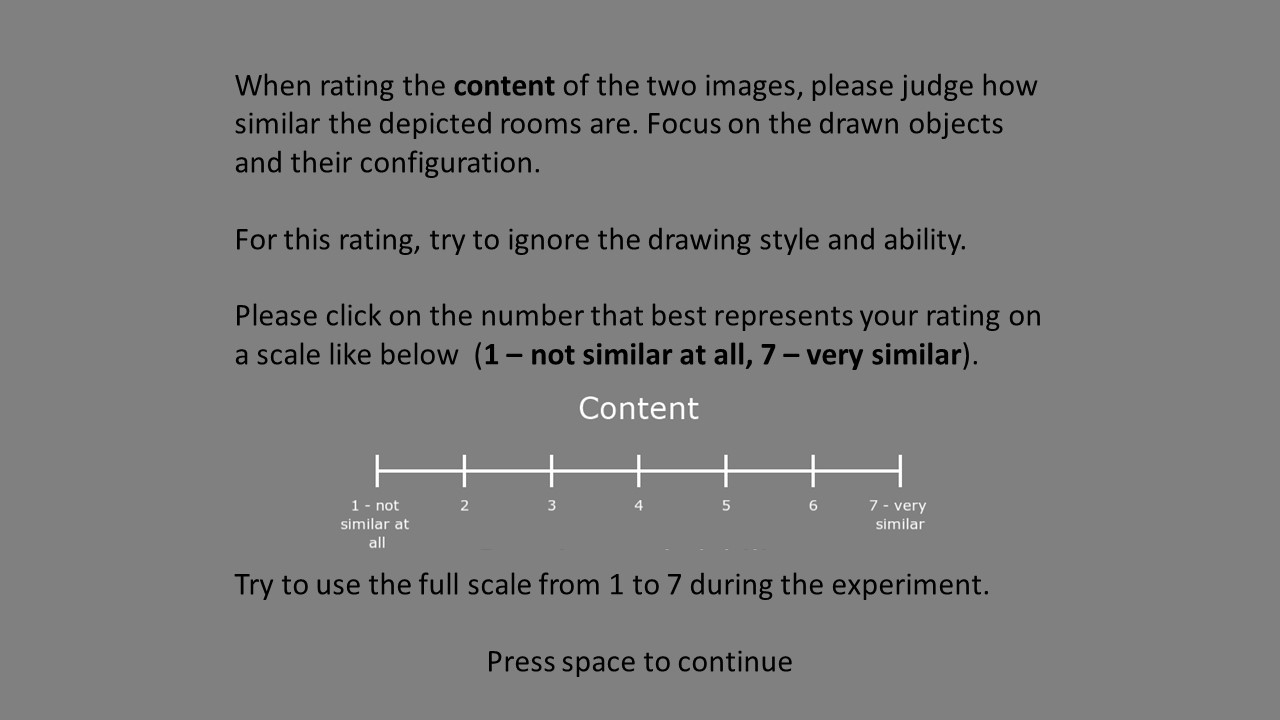 When rating the content of the two images, please judge how
similar the depicted rooms are. Focus on the drawn objects
and their configuration.
For this rating, try to ignore the drawing style and ability.
Please click on the number that best represents your rating on
a scale like below (1 – not similar at all, 7 – very similar).
Content
1 - not similar at all
2
3
4
5
6
7 - very similar
Try to use the full scale from 1 to 7 during the experiment.
Press space to continue